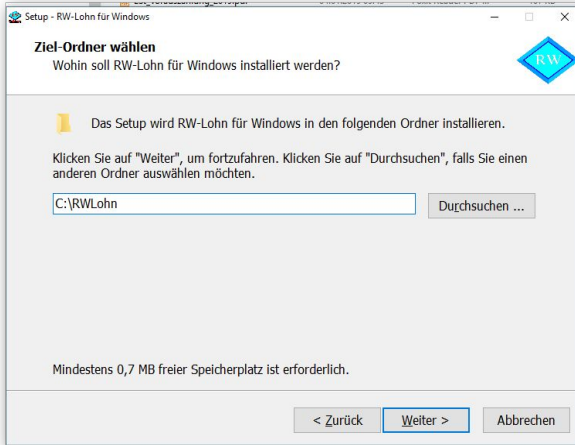 Setup - RW-Lohn für Windows
Ziel-Ordner wählen
Wohin soll RW-Lohn für Windows installiert werden?
RW
Das Setup wird RW-Lohn für Windows in den folgenden Ordner installieren.
Klicken Sie auf "Weiter", um fortzufahren. Klicken Sie auf "Durchsuchen", falls Sie einen
anderen Ordner auswählen möchten.
C:\RWLohn
Durchsuchen ...
Mindestens 0,7 MB freier Speicherplatz ist erforderlich.
< Zurück
Weiter >
Abbrechen